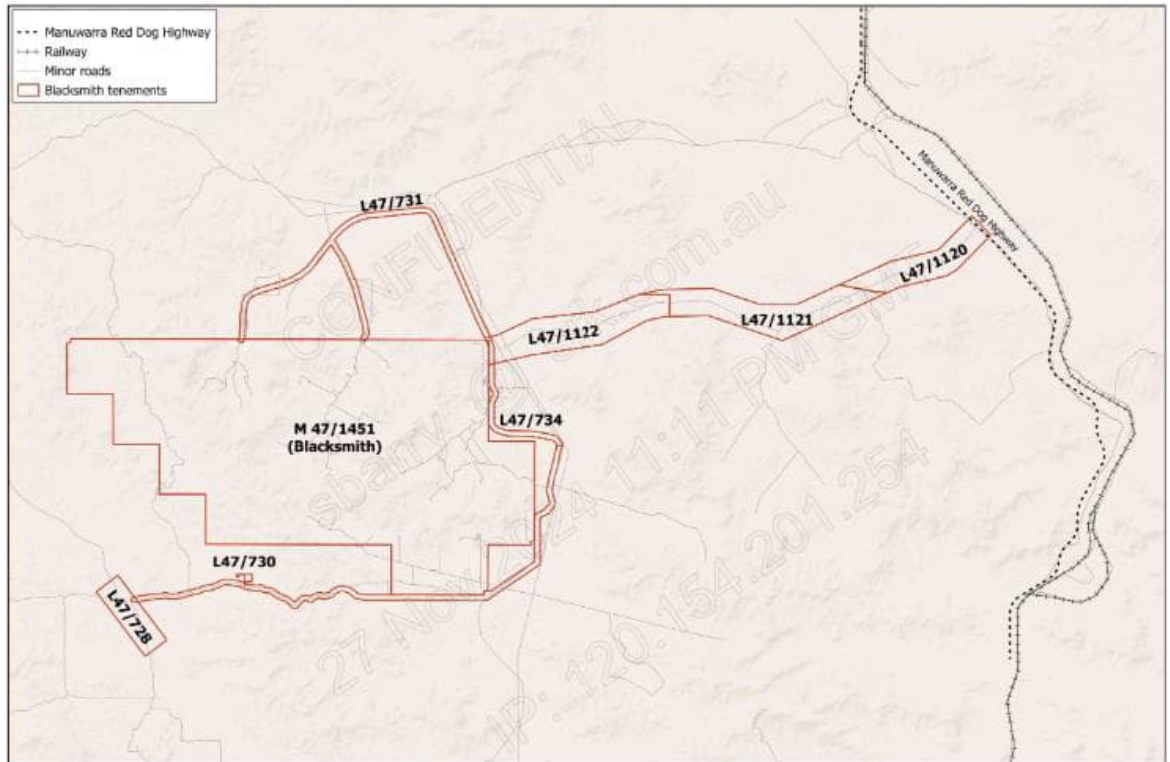 Manuwarra Red Dog Highway
Railway
Minor roads
Blacksmith tenements
CONFIDENTIAL
Manuwarra Red Dog Highway
L47/731
L47/1120
L47/1122
L47/1121
L47/734
M 47/1451
(Blacksmith)
L47/730
L47/728
.com.au
27 Nov 2024 11:11 PM GMT
IP: 120.154.201.254